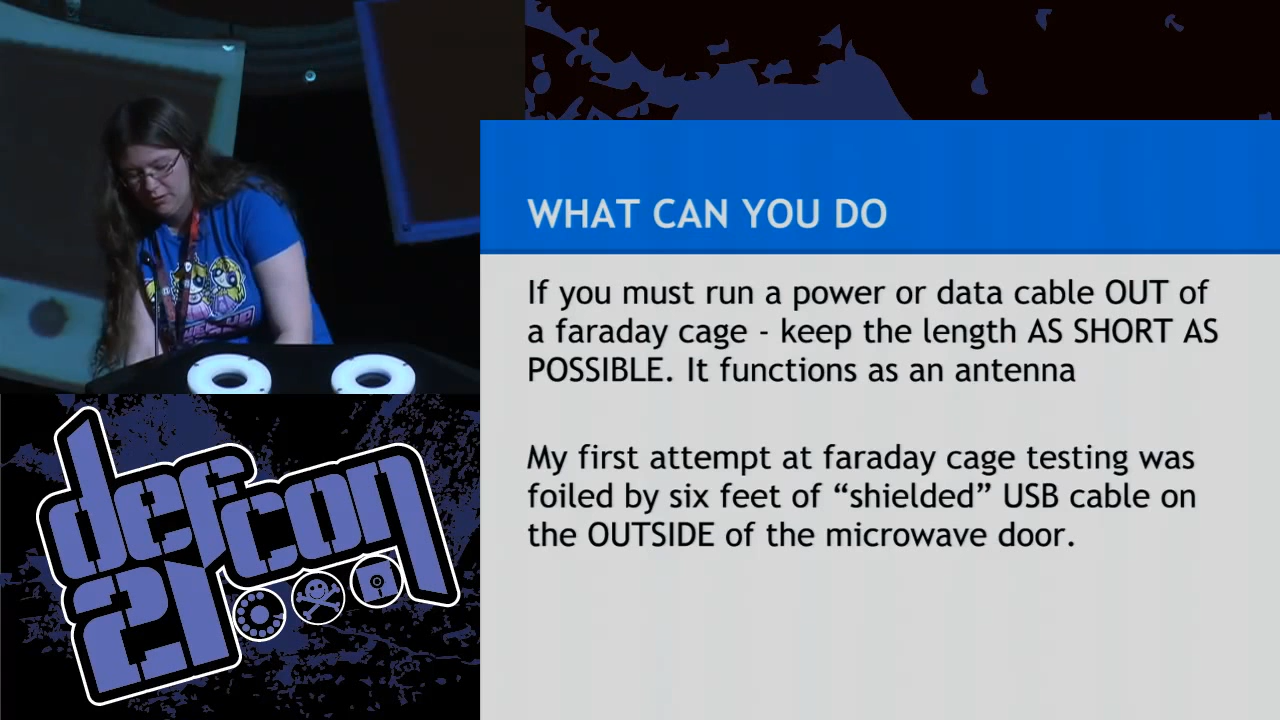 WHAT CAN YOU DO
If you must run a power or data cable OUT of
a faraday cage - keep the length AS SHORT AS
POSSIBLE. It functions as an antenna
My first attempt at faraday cage testing was
foiled by six feet of “shielded” USB cable on
the OUTSIDE of the microwave door.
defcon
21